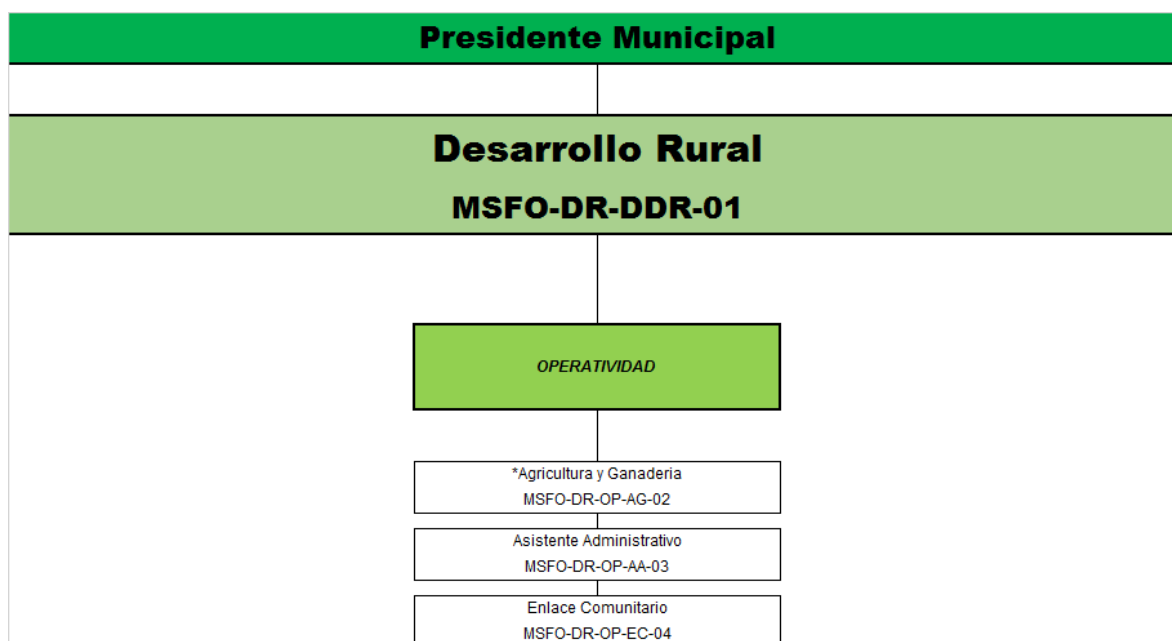 Presidente Municipal
Desarrollo Rural
MSFO-DR-DDR-01
OPERATIVIDAD
*Agricultura y Ganaderia
MSFO-DR-OP-AG-02
Asistente Administrativo
MSFO-DR-OP-AA-03
Enlace Comunitario
MSFO-DR-OP-EC-04